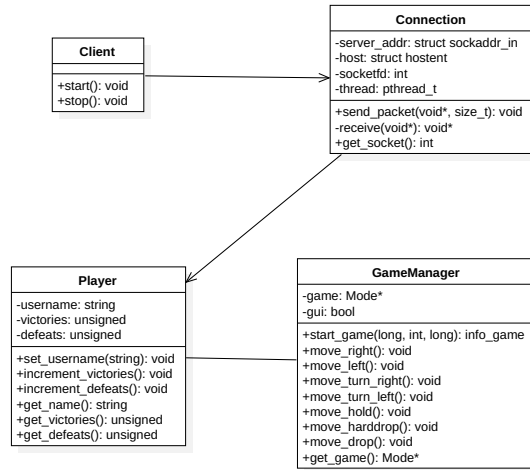 Client
+start(): void
+stop(): void
Connection
-server_addr: struct sockaddr_in
-host: struct hostent
-socketfd: int
-thread: pthread_t
+send_packet(void*, size_t): void
-receive(void*): void*
+get_socket(): int
Player
-username: string
-victories: unsigned
-defeats: unsigned
+set_username(string): void
+increment_victories(): void
+increment_defeats(): void
+get_name(): string
+get_victories(): unsigned
+get_defeats(): unsigned
GameManager
-game: Mode*
-gui: bool
+start_game(long, int, long): info_game
+move_right(): void
+move_left(): void
+move_turn_right(): void
+move_turn_left(): void
+move_hold(): void
+move_harddrop(): void
+move_drop(): void
+get_game(): Mode*